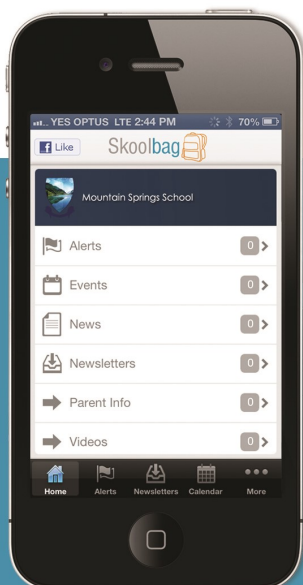 YES OPTUS LTE 2:44 PM 70%
f Like Skoolbag
Mountain Springs School
Alerts 0
Events 0
News 0
Newsletters 0
Parent Info 0
Videos 0
Home Alerts Newsletters Calendar More